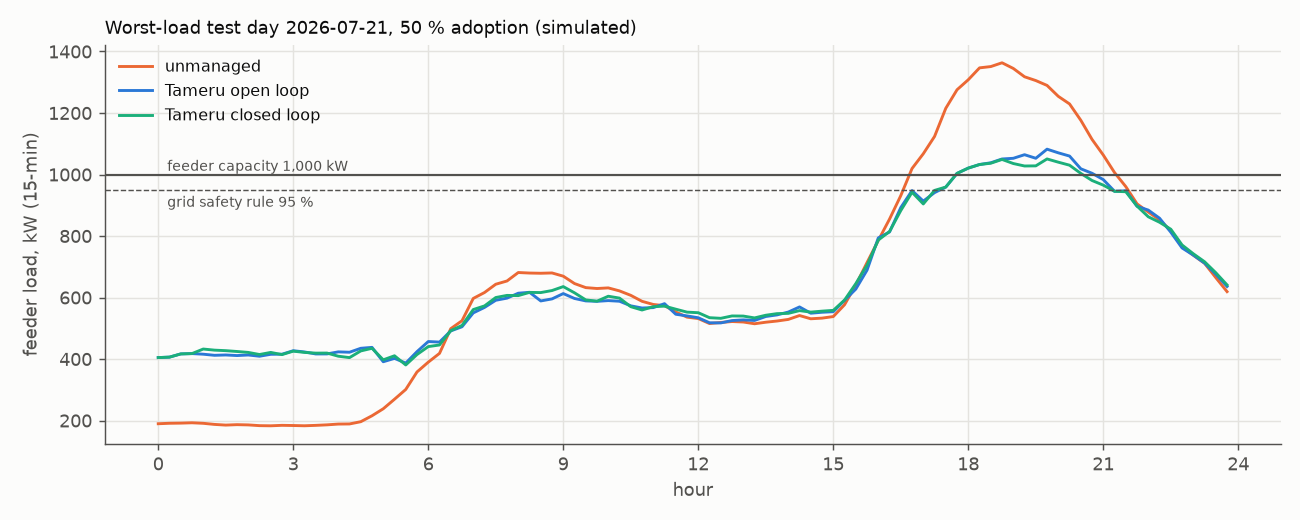 Worst-load test day 2026-07-21, 50 % adoption (simulated)
feeder load, kW (15-min)
1400
1200
1000
800
600
400
200
unmanaged
Tameru open loop
Tameru closed loop
feeder capacity 1,000 kW
grid safety rule 95 %
0 3 6 9 12 15 18 21 24
hour